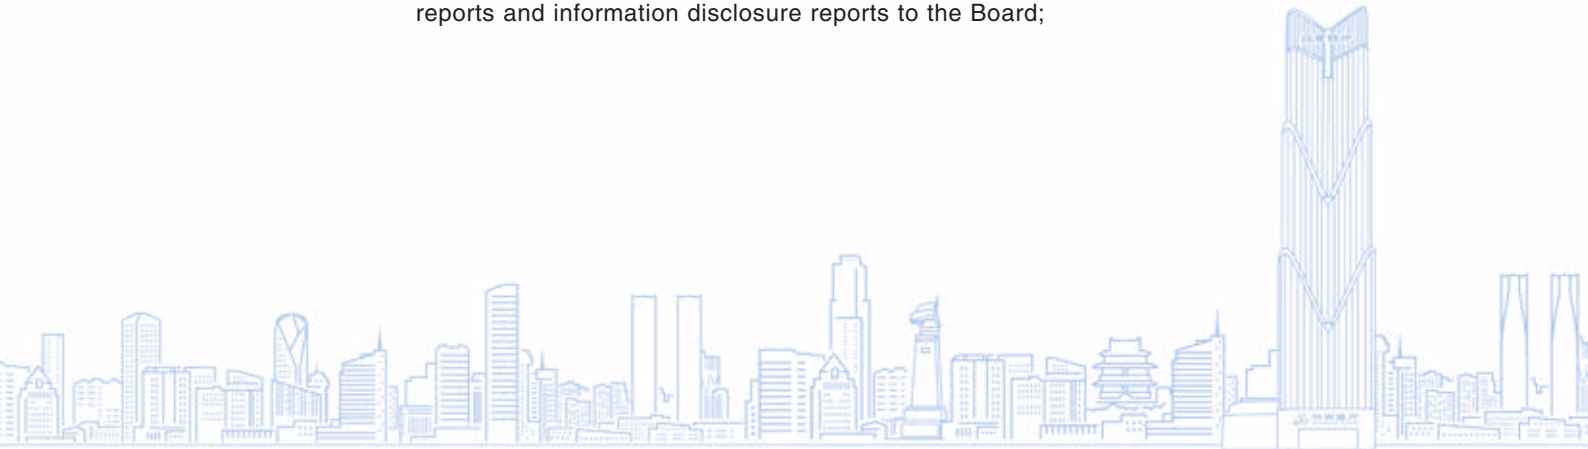 reports and information disclosure reports to the Board;